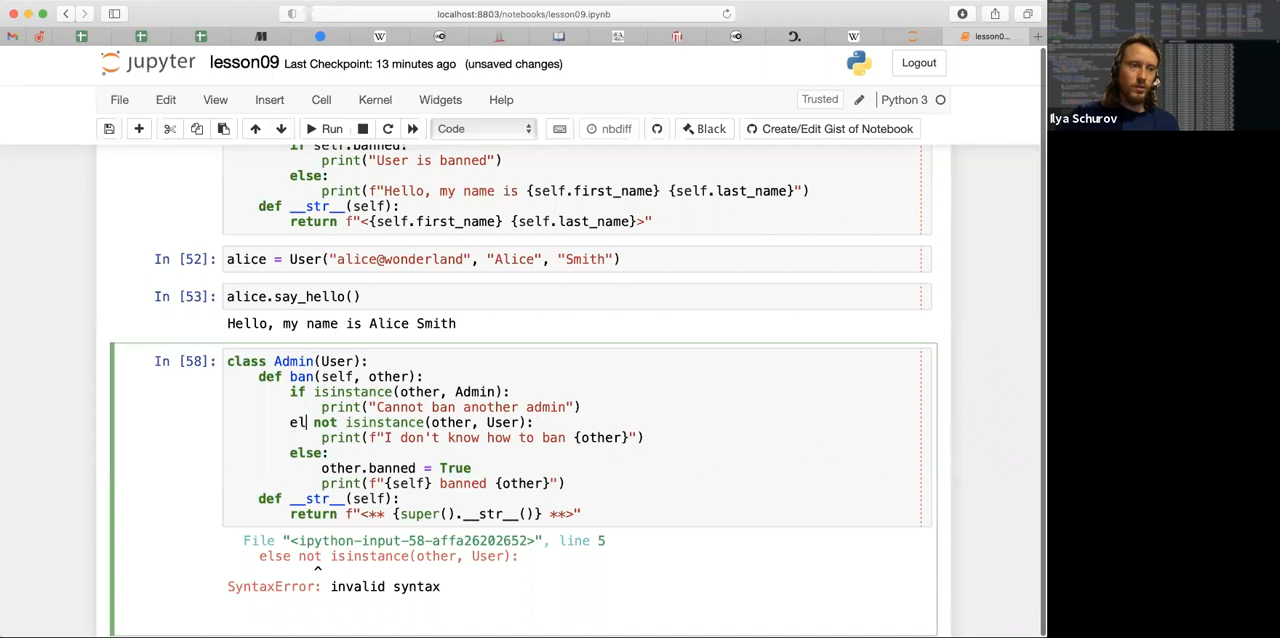 localhost:8803/notebooks/lesson09.ipynb
lesson0...
Ilya Schurov
jupyter lesson09 Last Checkpoint: 13 minutes ago (unsaved changes)
Logout
File Edit View Insert Cell Kernel Widgets Help
Trusted Python 3
Run Code nbdiff Black Create/Edit Gist of Notebook
if self.banned:
print("User is banned")
else:
print(f"Hello, my name is {self.first_name} {self.last_name}")
def __str__(self):
return f"<{self.first_name} {self.last_name}>"
In [52]: alice = User("alice@wonderland", "Alice", "Smith")
In [53]: alice.say_hello()
Hello, my name is Alice Smith
In [58]: class Admin(User):
def ban(self, other):
if isinstance(other, Admin):
print("Cannot ban another admin")
el not isinstance(other, User):
print(f"I don't know how to ban {other}")
else:
other.banned = True
print(f"{self} banned {other}")
def __str__(self):
return f"<** {super().__str__()} **>"
File "<ipython-input-58-affa26202652>", line 5
else not isinstance(other, User):
^
SyntaxError: invalid syntax